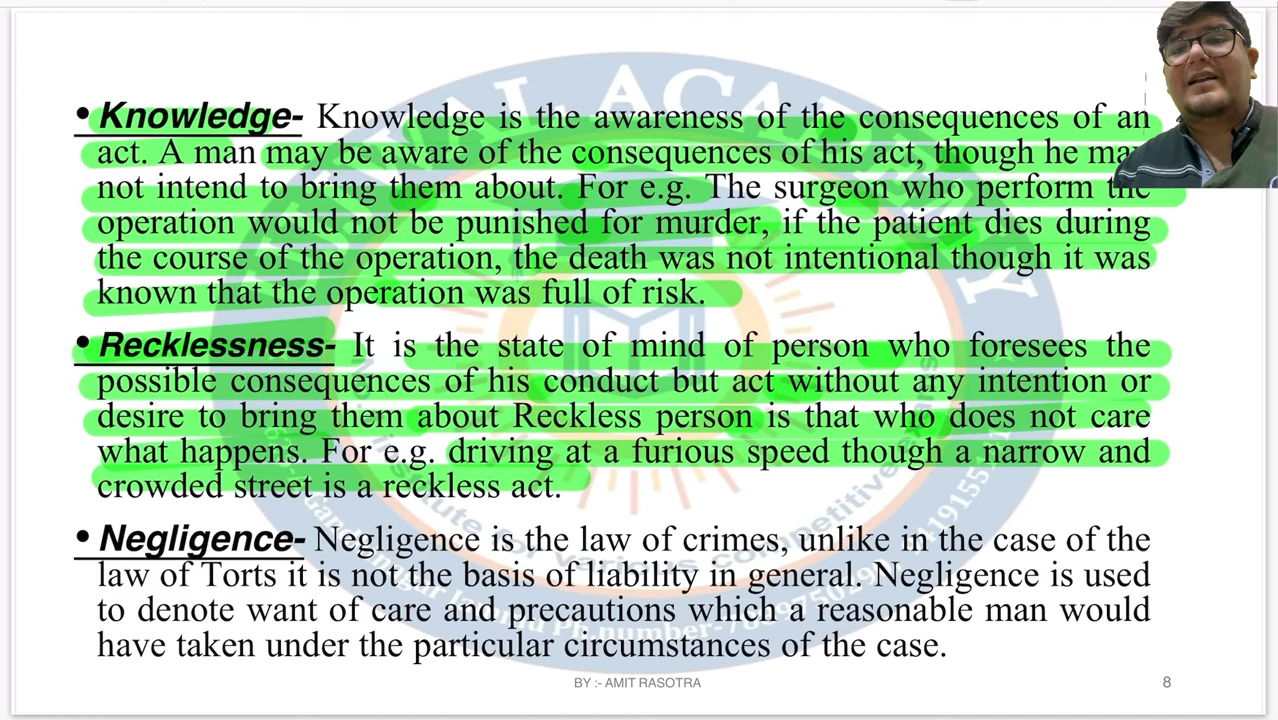 • Knowledge- Knowledge is the awareness of the consequences of an
act. A man may be aware of the consequences of his act, though he may
not intend to bring them about. For e.g. The surgeon who perform the
operation would not be punished for murder, if the patient dies during
the course of the operation, the death was not intentional though it was
known that the operation was full of risk.
• Recklessness- It is the state of mind of person who foresees the
possible consequences of his conduct but act without any intention or
desire to bring them about Reckless person is that who does not care
what happens. For e.g. driving at a furious speed though a narrow and
crowded street is a reckless act.
• Negligence- Negligence is the law of crimes, unlike in the case of the
law of Torts it is not the basis of liability in general. Negligence is used
to denote want of care and precautions which a reasonable man would
have taken under the particular circumstances of the case.
BY :- AMIT RASOTRA
8